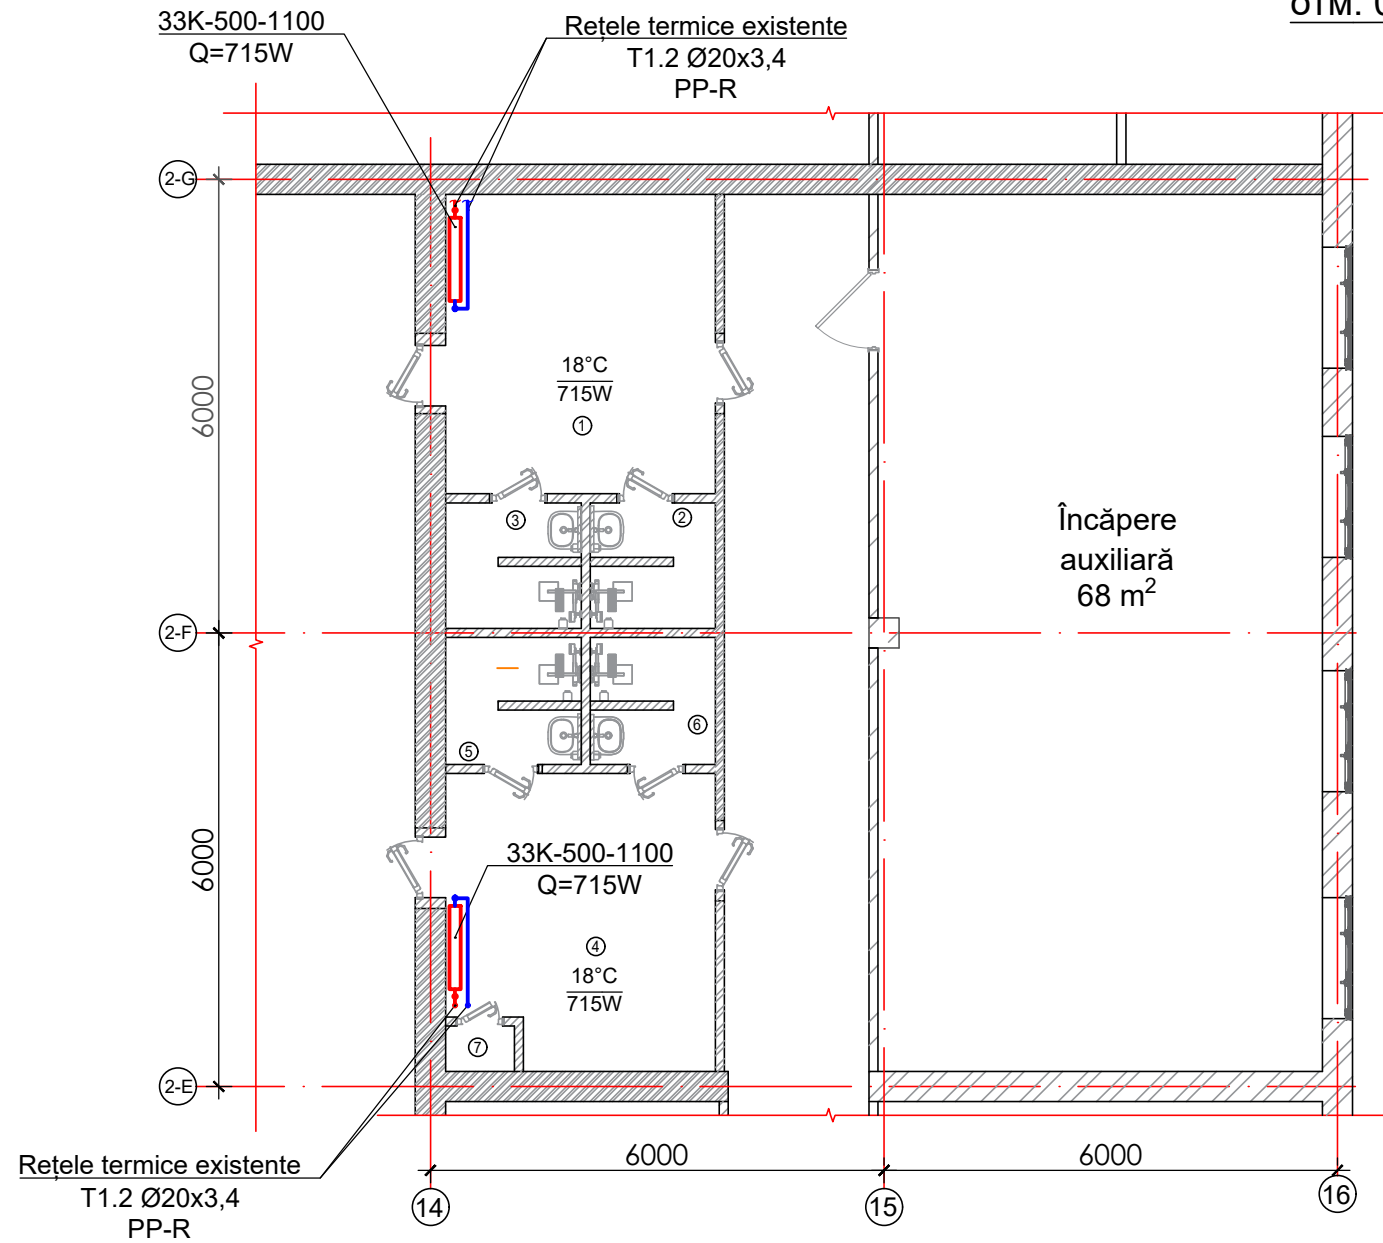 33K-500-1100
Q=715W
Rețele termice existente
T1.2 Ø20x3,4
PP-R
2-G
6000
18°C
715W
1
3
2
Încăpere
auxiliară
68 m²
2-F
6
5
6000
33K-500-1100
Q=715W
4
18°C
715W
7
2-E
6000
6000
Rețele termice existente
T1.2 Ø20x3,4
PP-R
14
15
16